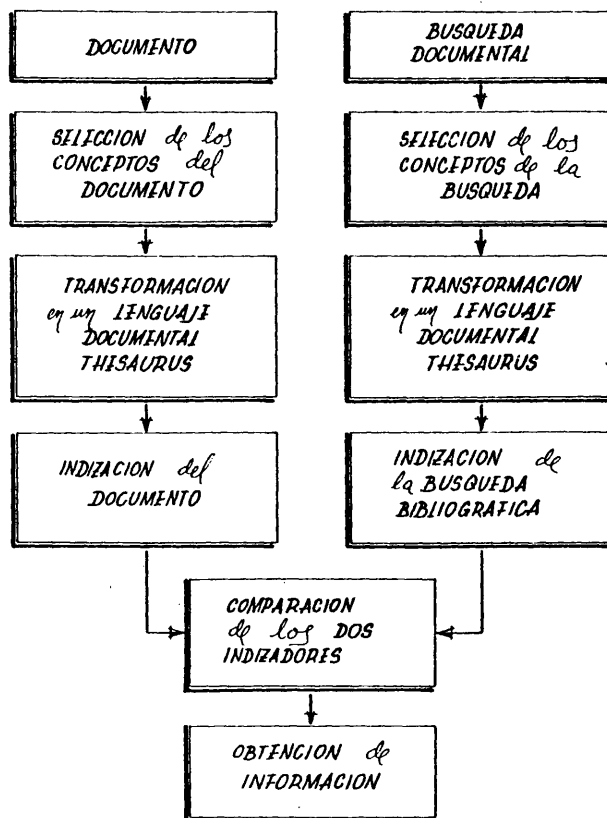 DOCUMENTO
BUSQUEDA
DOCUMENTAL
SELECCION de los
CONCEPTOS del
DOCUMENTO
SELECCION de los
CONCEPTOS de la
BUSQUEDA
TRANSFORMACION
en un LENGUAJE
DOCUMENTAL
THESAURUS
TRANSFORMACION
en un LENGUAJE
DOCUMENTAL
THESAURUS
INDIZACION del
DOCUMENTO
INDIZACION de
la BUSQUEDA
BIBLIOGRAFICA
COMPARACION
de los DOS
INDIZADORES
OBTENCION de
INFORMACION